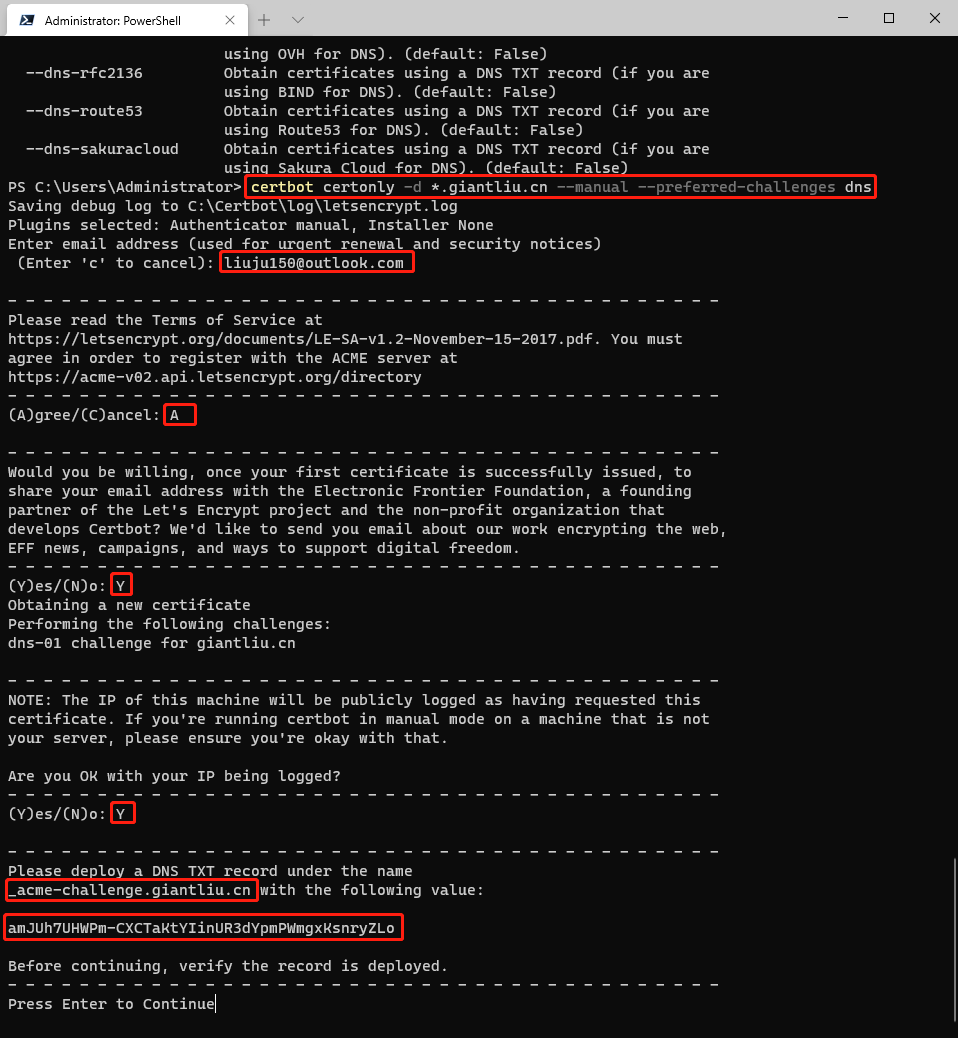 Administrator: PowerShell
using OVH for DNS). (default: False)
--dns-rfc2136 Obtain certificates using a DNS TXT record (if you are
using BIND for DNS). (default: False)
--dns-route53 Obtain certificates using a DNS TXT record (if you are
using Route53 for DNS). (default: False)
--dns-sakuracloud Obtain certificates using a DNS TXT record (if you are
using Sakura Cloud for DNS). (default: False)
PS C:\Users\Administrator> certbot certonly -d *.giantliu.cn --manual --preferred-challenges dns
Saving debug log to C:\Certbot\log\letsencrypt.log
Plugins selected: Authenticator manual, Installer None
Enter email address (used for urgent renewal and security notices)
(Enter 'c' to cancel): liuju150@outlook.com
- - - - - - - - - - - - - - - - - - - - - - - - - - - - - - - - - - - - - - - -
Please read the Terms of Service at
https://letsencrypt.org/documents/LE-SA-v1.2-November-15-2017.pdf. You must
agree in order to register with the ACME server at
https://acme-v02.api.letsencrypt.org/directory
- - - - - - - - - - - - - - - - - - - - - - - - - - - - - - - - - - - - - - - -
(A)gree/(C)ancel: A
- - - - - - - - - - - - - - - - - - - - - - - - - - - - - - - - - - - - - - - -
Would you be willing, once your first certificate is successfully issued, to
share your email address with the Electronic Frontier Foundation, a founding
partner of the Let's Encrypt project and the non-profit organization that
develops Certbot? We'd like to send you email about our work encrypting the web,
EFF news, campaigns, and ways to support digital freedom.
- - - - - - - - - - - - - - - - - - - - - - - - - - - - - - - - - - - - - - - -
(Y)es/(N)o: Y
Obtaining a new certificate
Performing the following challenges:
dns-01 challenge for giantliu.cn
- - - - - - - - - - - - - - - - - - - - - - - - - - - - - - - - - - - - - - - -
NOTE: The IP of this machine will be publicly logged as having requested this
certificate. If you're running certbot in manual mode on a machine that is not
your server, please ensure you're okay with that.
Are you OK with your IP being logged?
- - - - - - - - - - - - - - - - - - - - - - - - - - - - - - - - - - - - - - - -
(Y)es/(N)o: Y
- - - - - - - - - - - - - - - - - - - - - - - - - - - - - - - - - - - - - - - -
Please deploy a DNS TXT record under the name
_acme-challenge.giantliu.cn with the following value:
amJUh7UHWPm-CXCTaKtYIinUR3dYpmPWmgxKsnryZLo
Before continuing, verify the record is deployed.
- - - - - - - - - - - - - - - - - - - - - - - - - - - - - - - - - - - - - - - -
Press Enter to Continue